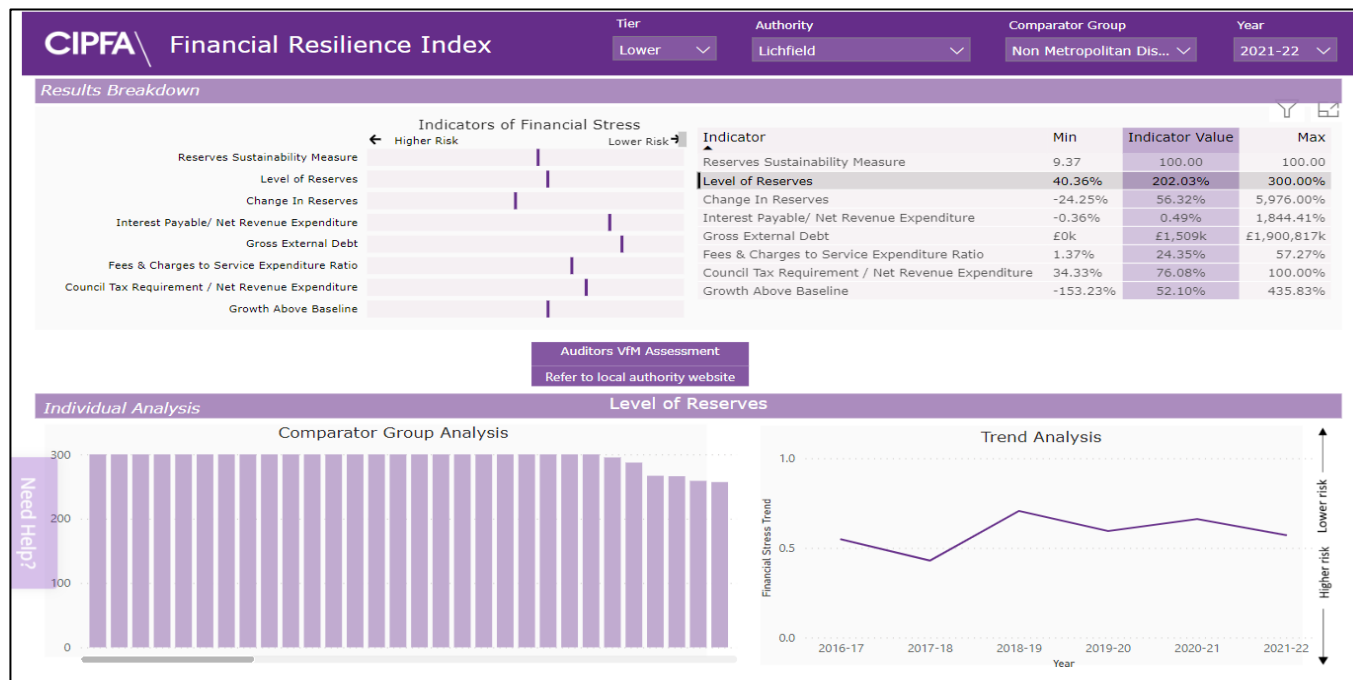 CIPFA\ Financial Resilience Index
Tier
Lower
Authority
Lichfield
Comparator Group
Non Metropolitan Dis...
Year
2021-22
Results Breakdown
Indicators of Financial Stress
← Higher Risk
Lower Risk →
Reserves Sustainability Measure
Level of Reserves
Change In Reserves
Interest Payable/ Net Revenue Expenditure
Gross External Debt
Fees & Charges to Service Expenditure Ratio
Council Tax Requirement / Net Revenue Expenditure
Growth Above Baseline
Indicator Min Indicator Value Max
Reserves Sustainability Measure 9.37 100.00 100.00
Level of Reserves 40.36% 202.03% 300.00%
Change In Reserves -24.25% 56.32% 5,976.00%
Interest Payable/ Net Revenue Expenditure -0.36% 0.49% 1,844.41%
Gross External Debt £0k £1,509k £1,900,817k
Fees & Charges to Service Expenditure Ratio 1.37% 24.35% 57.27%
Council Tax Requirement / Net Revenue Expenditure 34.33% 76.08% 100.00%
Growth Above Baseline -153.23% 52.10% 435.83%
Auditors VfM Assessment
Refer to local authority website
Individual Analysis
Level of Reserves
Need Help?
Comparator Group Analysis
300
200
100
0
Trend Analysis
Financial Stress Trend
1.0
0.5
0.0
2016-17 2017-18 2018-19 2019-20 2020-21 2021-22
Year
Lower risk
Higher risk